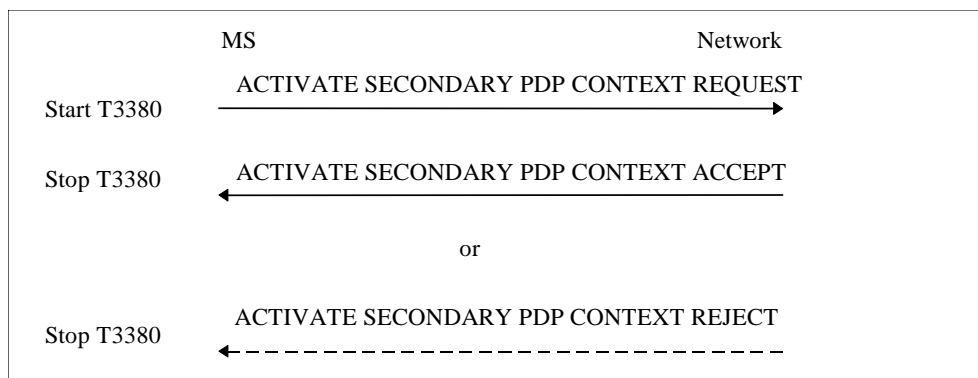 MS Network
ACTIVATE SECONDARY PDP CONTEXT REQUEST
Start T3380
ACTIVATE SECONDARY PDP CONTEXT ACCEPT
Stop T3380
or
ACTIVATE SECONDARY PDP CONTEXT REJECT
Stop T3380